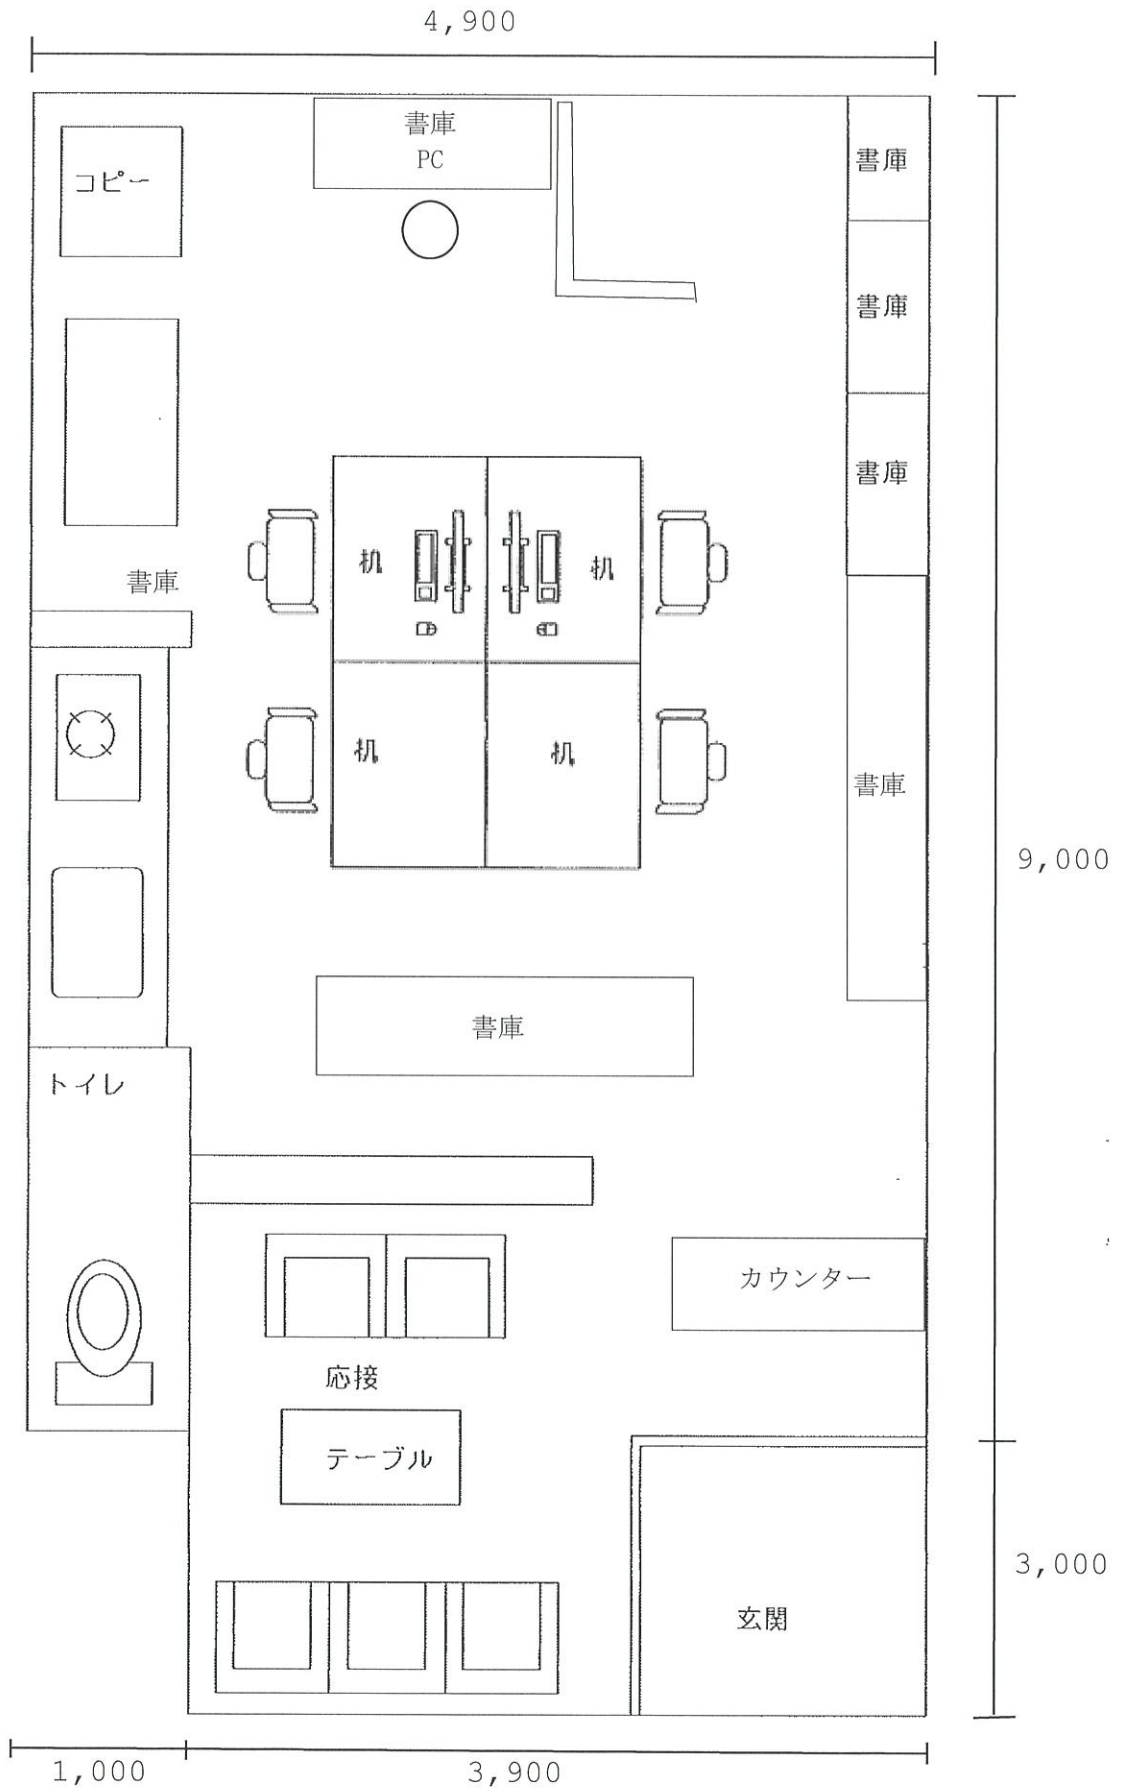 4,900
書庫
PC
書庫
コピー
書庫
書庫
机
机
書庫
机
机
書庫
9,000
書庫
トイレ
カウンター
応接
テーブル
3,000
玄関
1,000
3,900